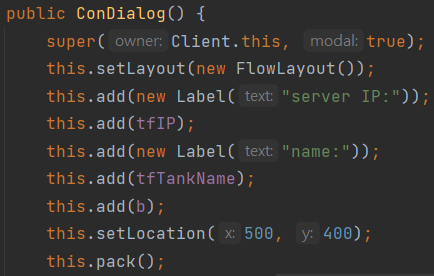 public ConDialog() {
super( owner: Client.this, modal: true);
this.setLayout(new FlowLayout());
this.add(new Label( text: "server IP:"));
this.add(tfIP);
this.add(new Label( text: "name:"));
this.add(tfTankName);
this.add(b);
this.setLocation( x: 500, y: 400);
this.pack();